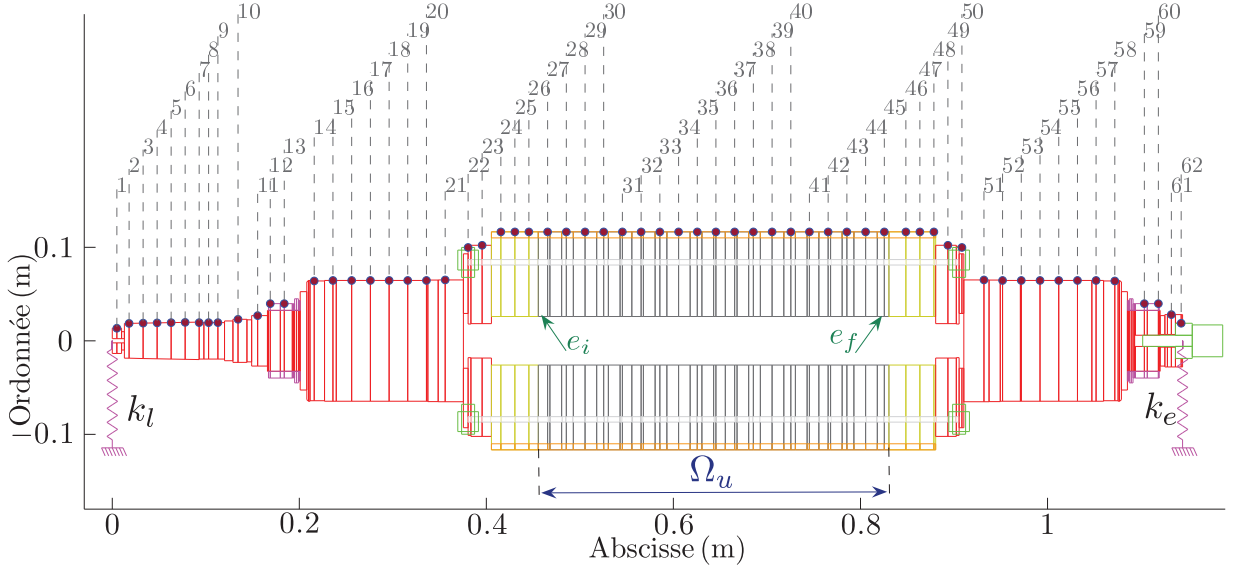 10 20 30 40 50 60
9 19 29 39 49 59
8 18 28 38 48 58
7 17 27 37 47 57
6 16 26 36 46 56
5 15 25 35 45 55
4 14 24 34 44 54
3 13 23 33 43 53
2 12 22 32 42 52 62
1 11 21 31 41 51 61
0.1
0
−0.1
Ordonnée (m)
e_i
e_f
k_l
k_e
Ω_u
0 0.2 0.4 0.6 0.8 1
Abscisse (m)